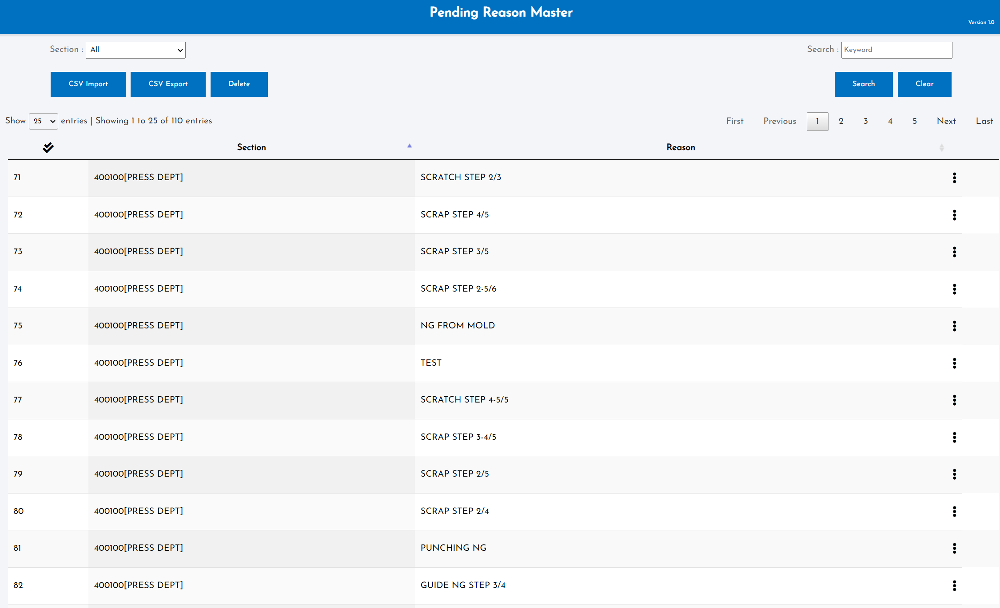 Pending Reason Master
Version 1.0
Section : All
Search : Keyword
CSV Import CSV Export Delete Search Clear
Show 25 entries | Showing 1 to 25 of 110 entries First Previous 1 2 3 4 5 Next Last
Section Reason
71 400100[PRESS DEPT] SCRATCH STEP 2/3
72 400100[PRESS DEPT] SCRAP STEP 4/5
73 400100[PRESS DEPT] SCRAP STEP 3/5
74 400100[PRESS DEPT] SCRAP STEP 2-5/6
75 400100[PRESS DEPT] NG FROM MOLD
76 400100[PRESS DEPT] TEST
77 400100[PRESS DEPT] SCRATCH STEP 4-5/5
78 400100[PRESS DEPT] SCRAP STEP 3-4/5
79 400100[PRESS DEPT] SCRAP STEP 2/5
80 400100[PRESS DEPT] SCRAP STEP 2/4
81 400100[PRESS DEPT] PUNCHING NG
82 400100[PRESS DEPT] GUIDE NG STEP 3/4